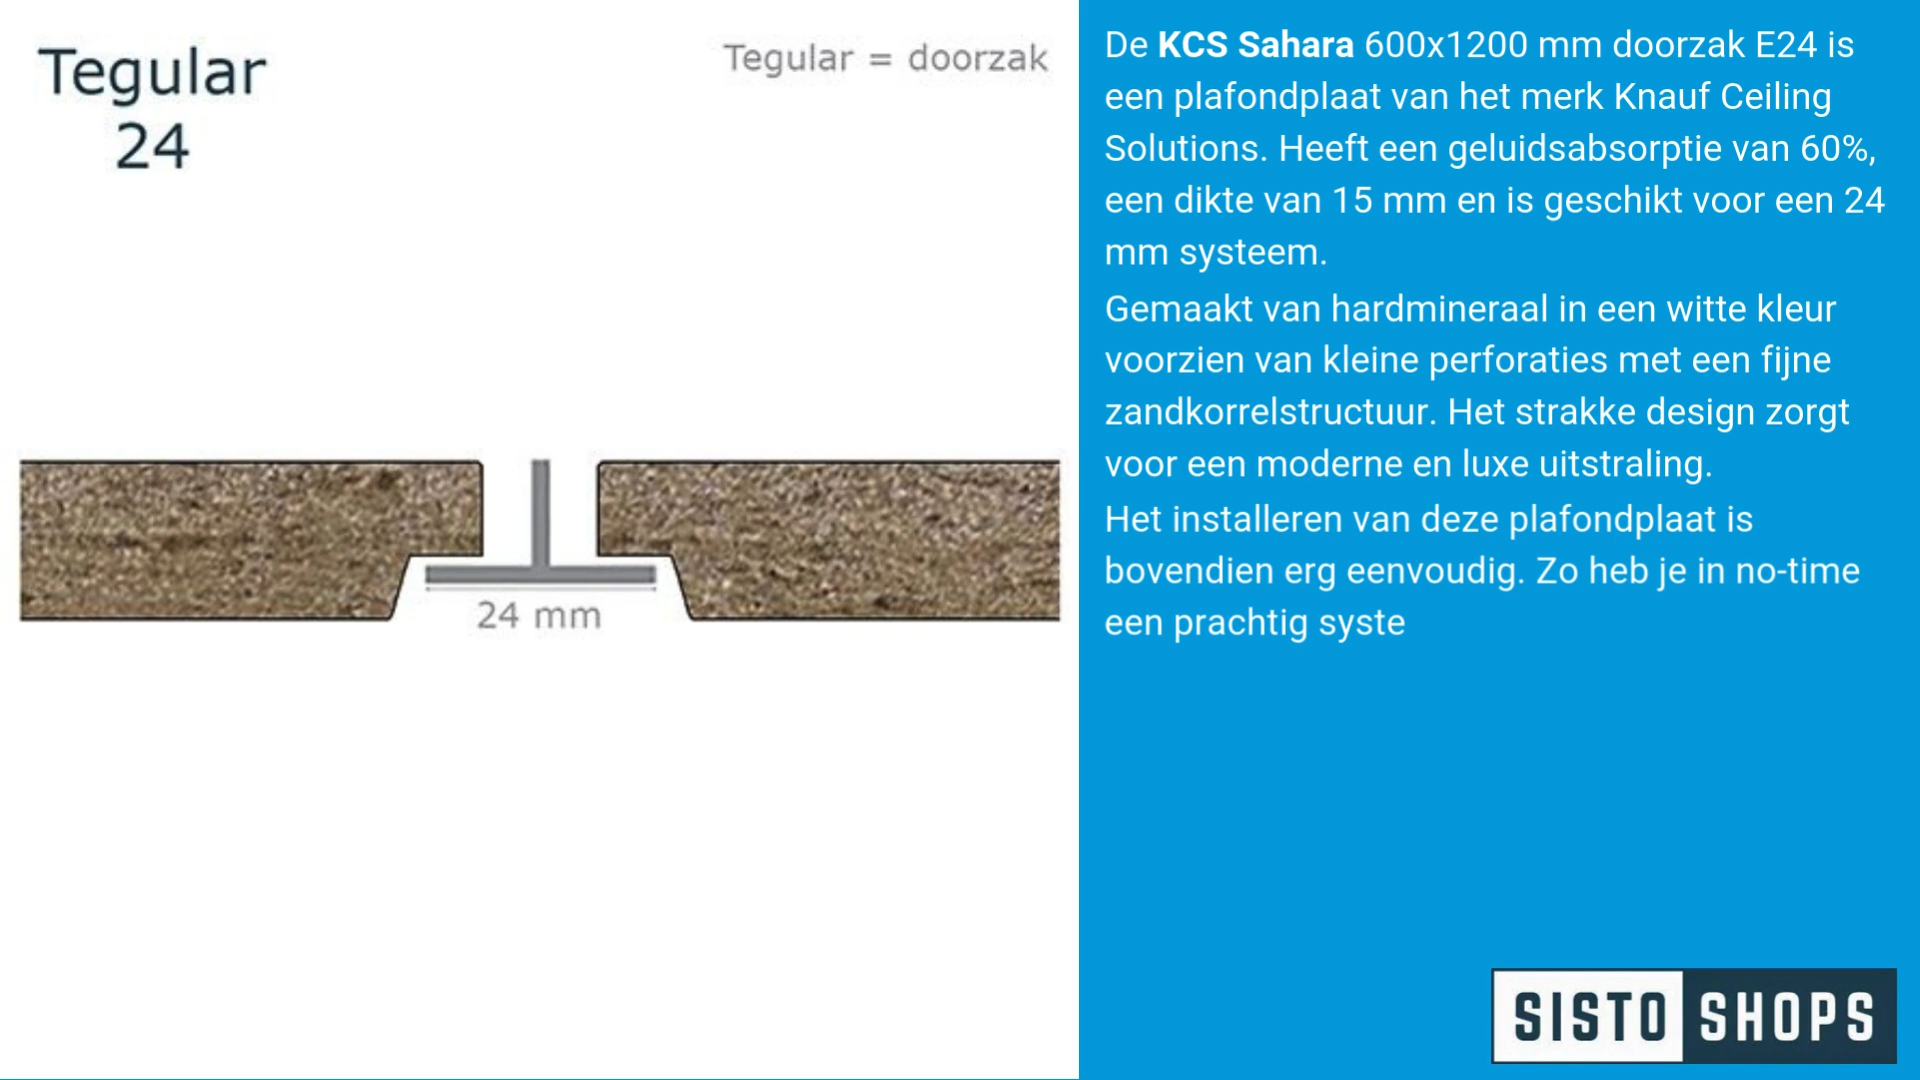 Tegular
24
Tegular = doorzak
24 mm
De KCS Sahara 600x1200 mm doorzak E24 is
een plafondplaat van het merk Knauf Ceiling
Solutions. Heeft een geluidsabsorptie van 60%,
een dikte van 15 mm en is geschikt voor een 24
mm systeem.
Gemaakt van hardmineraal in een witte kleur
voorzien van kleine perforaties met een fijne
zandkorrelstructuur. Het strakke design zorgt
voor een moderne en luxe uitstraling.
Het installeren van deze plafondplaat is
bovendien erg eenvoudig. Zo heb je in no-time
een prachtig syste
SISTO SHOPS